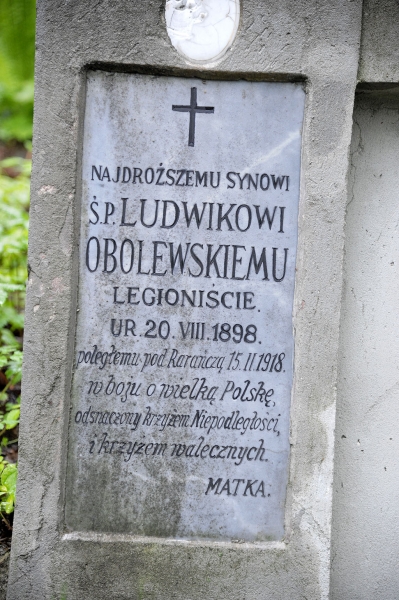 NAJDROŻSZEMU SYNOWI
Ś.P. LUDWIKOWI
OBOLEWSKIEMU
LEGIONIŚCIE.
UR. 20. VIII. 1898.
poległemu pod Rarańczą 15. II 1918.
w boju o wielką Polskę,
odznaczony krzyżem Niepodległości,
i krzyżem walecznych.
MATKA.